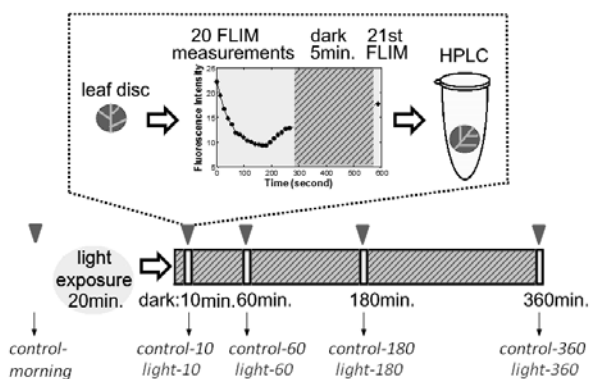 20 FLIM measurements
dark 5min.
21st FLIM
HPLC
leaf disc
Fluorescence Intensity
25
20
15
10
5
0 100 200 300 400 500 600
Time (second)
light exposure 20min.
dark:10min. 60min. 180min. 360min.
control-morning
control-10 control-60 control-180 control-360
light-10 light-60 light-180 light-360